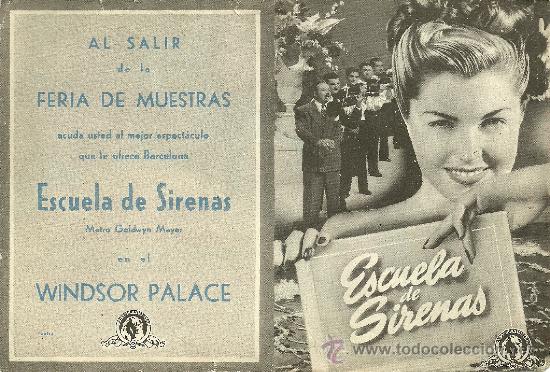 AL SALIR
de la
FERIA DE MUESTRAS
acuda usted al mejor espectáculo
que le ofrece Barcelona
Escuela de Sirenas
Metro Goldwyn Mayer
en el
WINDSOR PALACE
Escuela
de
Sirenas
www.todocoleccion.net